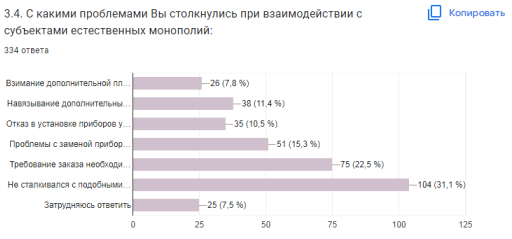 3.4. С какими проблемами Вы столкнулись при взаимодействии с
Копировать
субъектами естественных монополий:
334 ответа
Взимание дополнительной пл...
26 (7,8 %)
Навязывание дополнительны...
38 (11,4 %)
Отказ в установке приборов у...
35 (10,5 %)
Проблемы с заменой прибор...
51 (15,3 %)
Требование заказа необходи...
75 (22,5 %)
Не сталкивался с подобными...
104 (31,1 %)
Затрудняюсь ответить
25 (7,5 %)
0 25 50 75 100 125